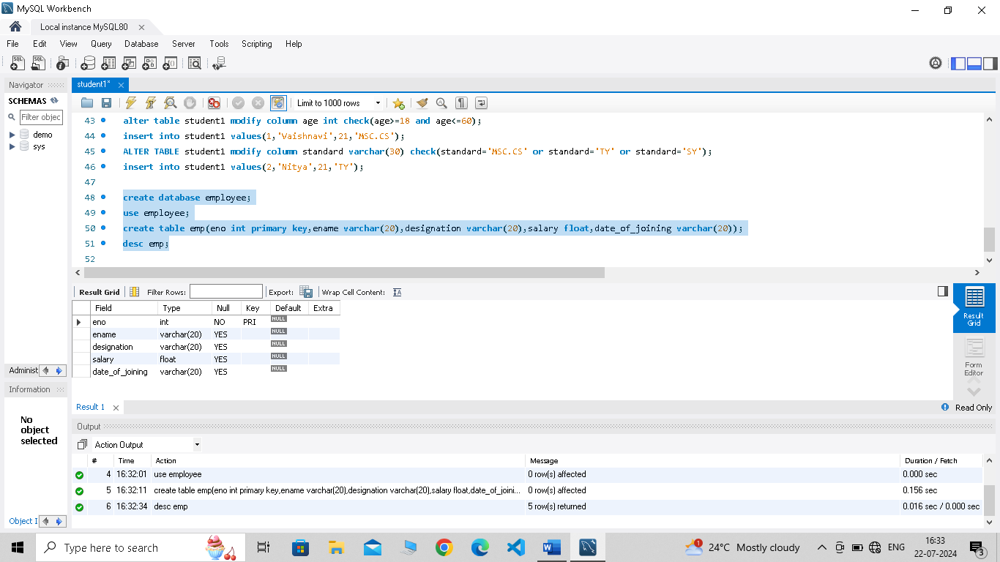 MySQL Workbench
Local instance MySQL80
File Edit View Query Database Server Tools Scripting Help
Navigator
SCHEMAS
Filter objec
demo
sys
Administ
Information
No
object
selected
Object I
student1*
Limit to 1000 rows
43 alter table student1 modify column age int check(age>=18 and age<=60);
44 insert into student1 values(1,'Vaishnavi',21,'MSC.CS');
45 ALTER TABLE student1 modify column standard varchar(30) check(standard='MSC.CS' or standard='TY' or standard='SY');
46 insert into student1 values(2,'Nitya',21,'TY');
47
48 create database employee;
49 use employee;
50 create table emp(eno int primary key,ename varchar(20),designation varchar(20),salary float,date_of_joining varchar(20));
51 desc emp;
52
Result Grid Filter Rows: Export: Wrap Cell Content:
Field Type Null Key Default Extra
eno int NO PRI NULL
ename varchar(20) YES NULL
designation varchar(20) YES NULL
salary float YES NULL
date_of_joining varchar(20) YES NULL
Result
Grid
Form
Editor
Result 1
Read Only
Output
Action Output
# Time Action Message Duration / Fetch
4 16:32:01 use employee 0 row(s) affected 0.000 sec
5 16:32:11 create table emp(eno int primary key,ename varchar(20),designation varchar(20),salary float,date_of_joini... 0 row(s) affected 0.156 sec
6 16:32:34 desc emp 5 row(s) returned 0.016 sec / 0.000 sec
Type here to search
1
24°C Mostly cloudy
ENG
16:33
22-07-2024
3